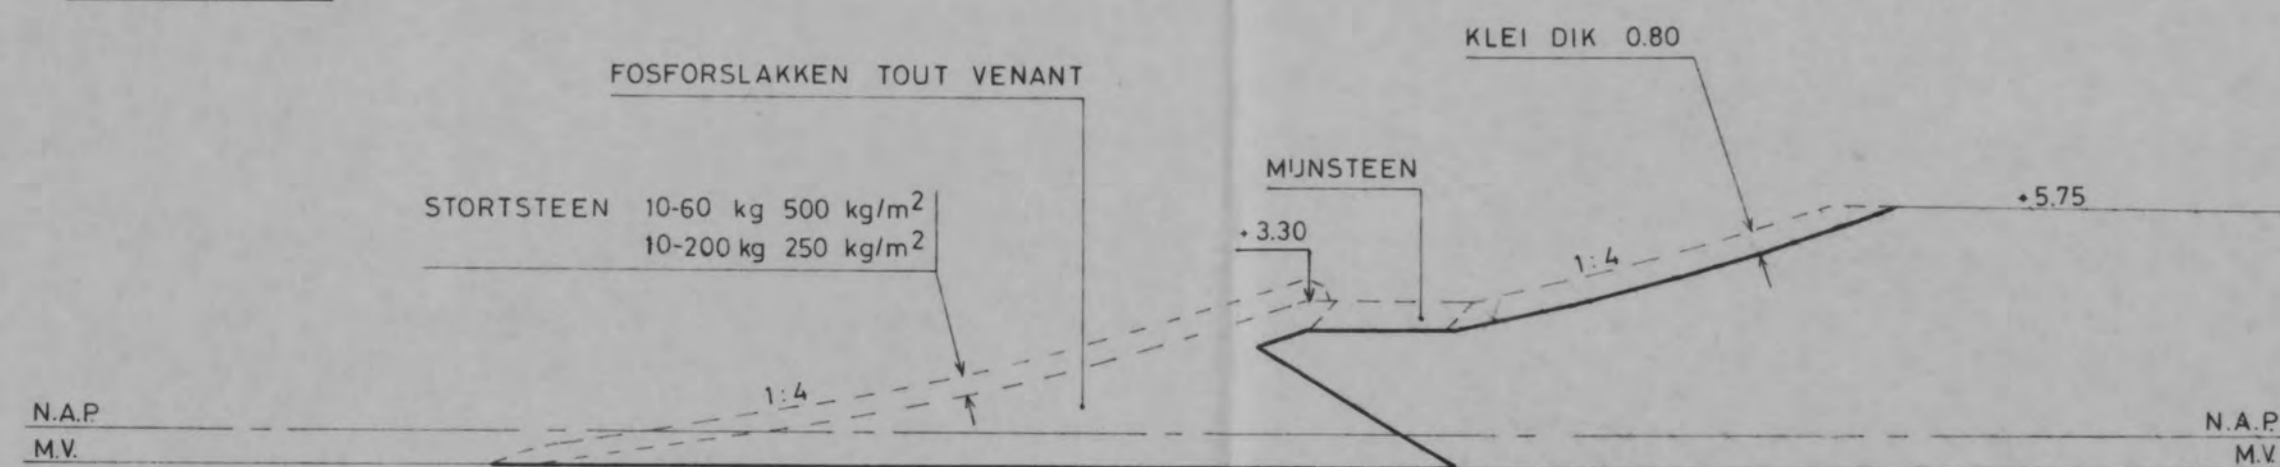 KLEI DIK 0.80
FOSFORSLAKKEN TOUT VENANT
MIJNSTEEN
STORTSTEEN 10-60 kg 500 kg/m²
10-200 kg 250 kg/m²
+5.75
+3.30
1:4
1:4
N.A.P.
M.V.
N.A.P.
M.V.